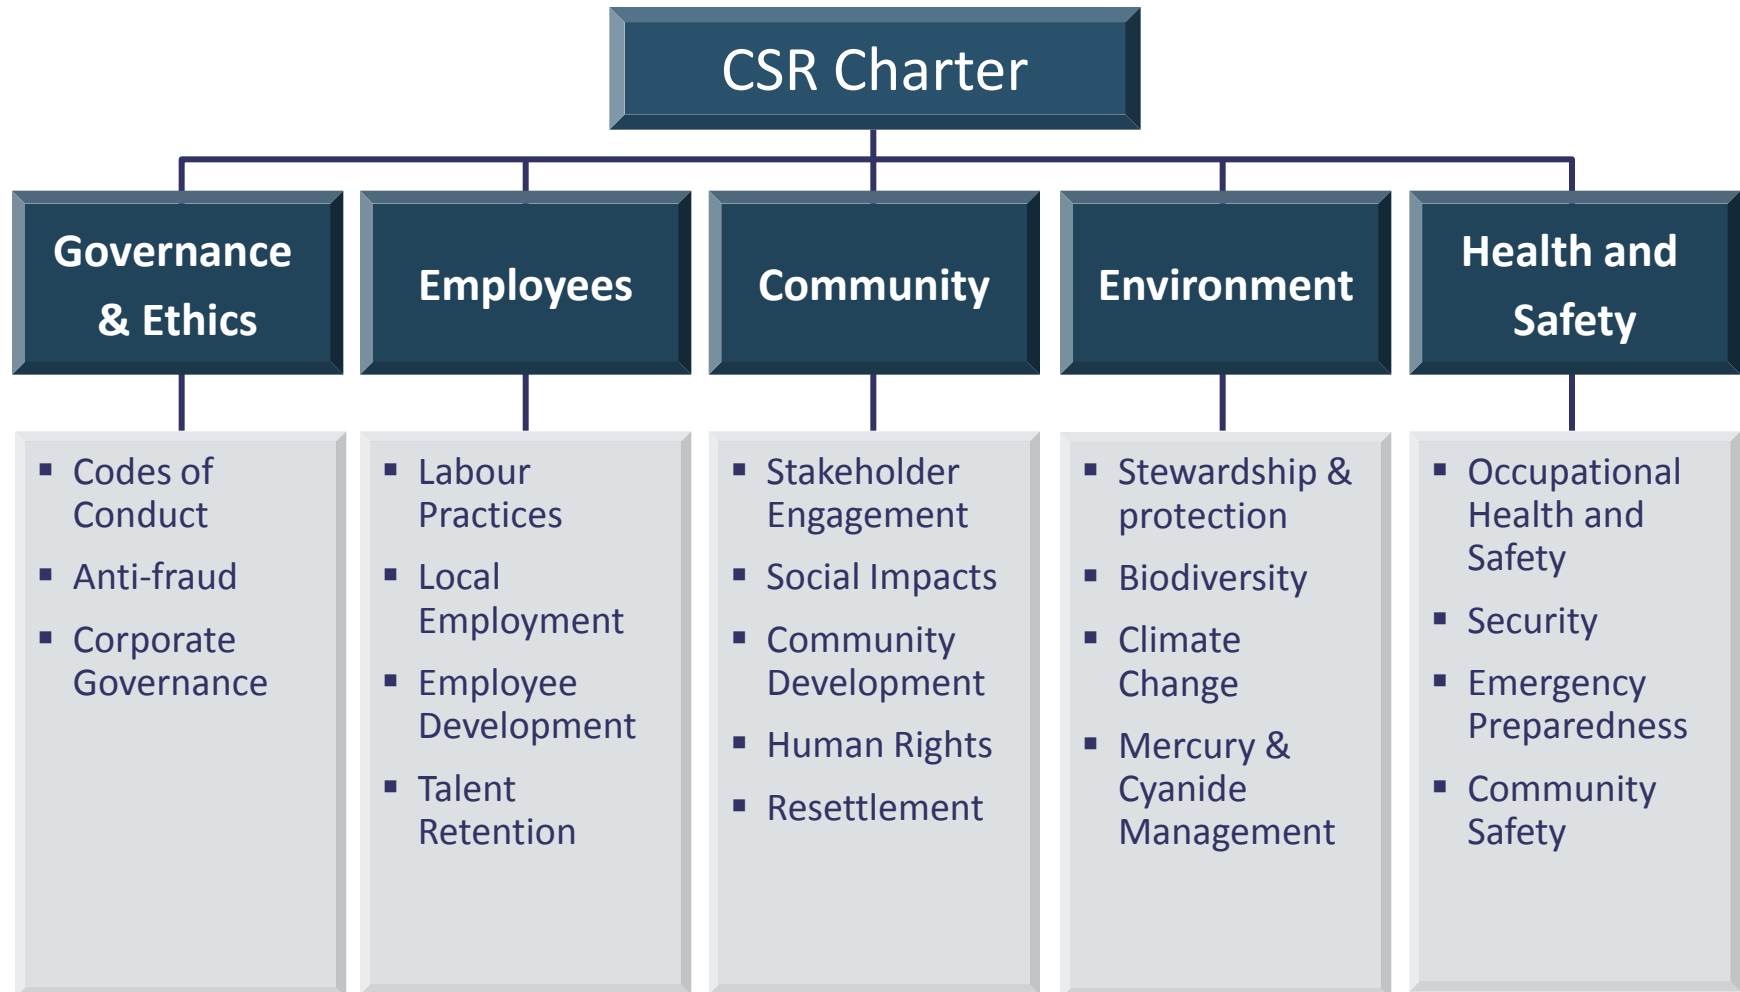 CSR Charter
Governance
& Ethics
Employees
Community
Environment
Health and
Safety
▪ Codes of
Conduct
▪ Anti-fraud
▪ Corporate
Governance
▪ Labour
Practices
▪ Local
Employment
▪ Employee
Development
▪ Talent
Retention
▪ Stakeholder
Engagement
▪ Social Impacts
▪ Community
Development
▪ Human Rights
▪ Resettlement
▪ Stewardship &
protection
▪ Biodiversity
▪ Climate
Change
▪ Mercury &
Cyanide
Management
▪ Occupational
Health and
Safety
▪ Security
▪ Emergency
Preparedness
▪ Community
Safety